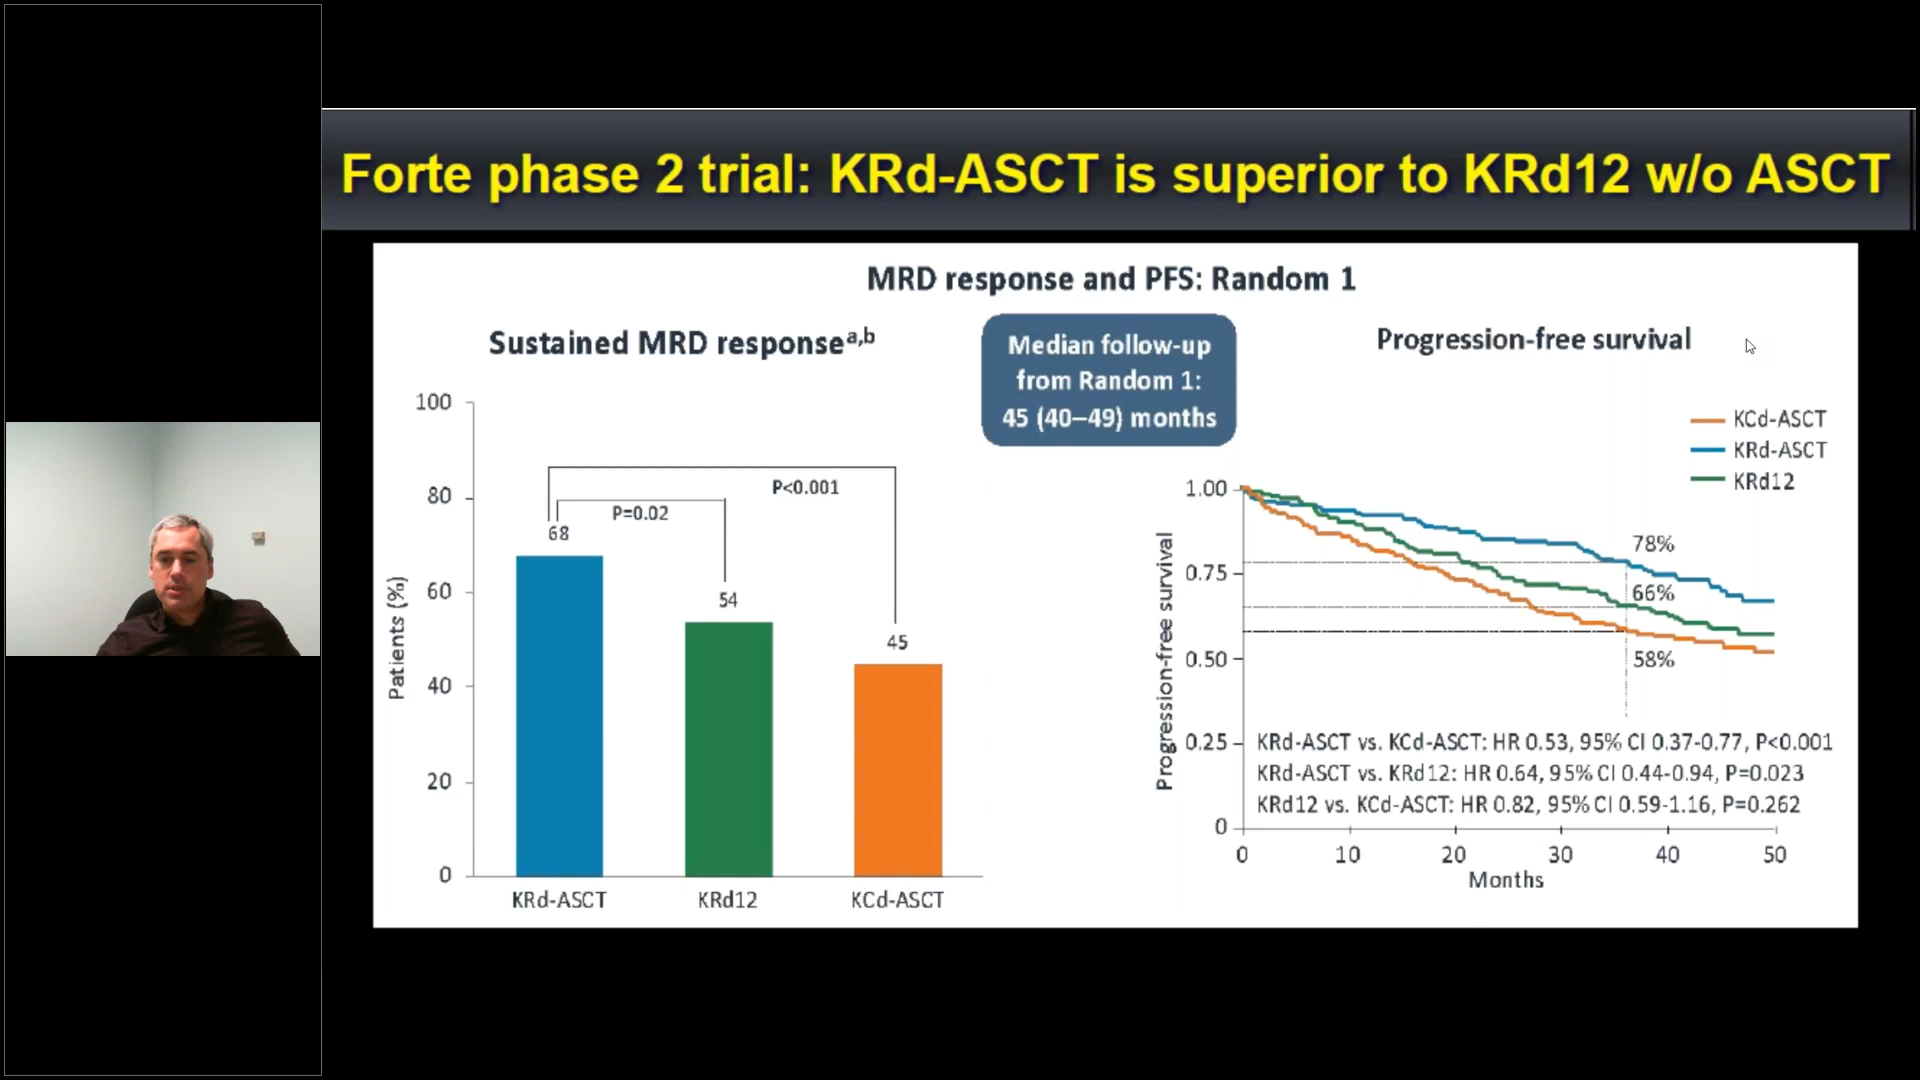 Forte phase 2 trial: KRd-ASCT is superior to KRd12 w/o ASCT
MRD response and PFS: Random 1
Sustained MRD responseᵃ,ᵇ
Median follow-up
from Random 1:
45 (40–49) months
Progression-free survival
100
80
60
40
20
0
Patients (%)
P<0.001
P=0.02
68
54
45
KRd-ASCT
KRd12
KCd-ASCT
KCd-ASCT
KRd-ASCT
KRd12
1.00
0.75
0.50
0.25
0
Progression-free survival
78%
66%
58%
KRd-ASCT vs. KCd-ASCT: HR 0.53, 95% CI 0.37-0.77, P<0.001
KRd-ASCT vs. KRd12: HR 0.64, 95% CI 0.44-0.94, P=0.023
KRd12 vs. KCd-ASCT: HR 0.82, 95% CI 0.59-1.16, P=0.262
0
10
20
30
40
50
Months